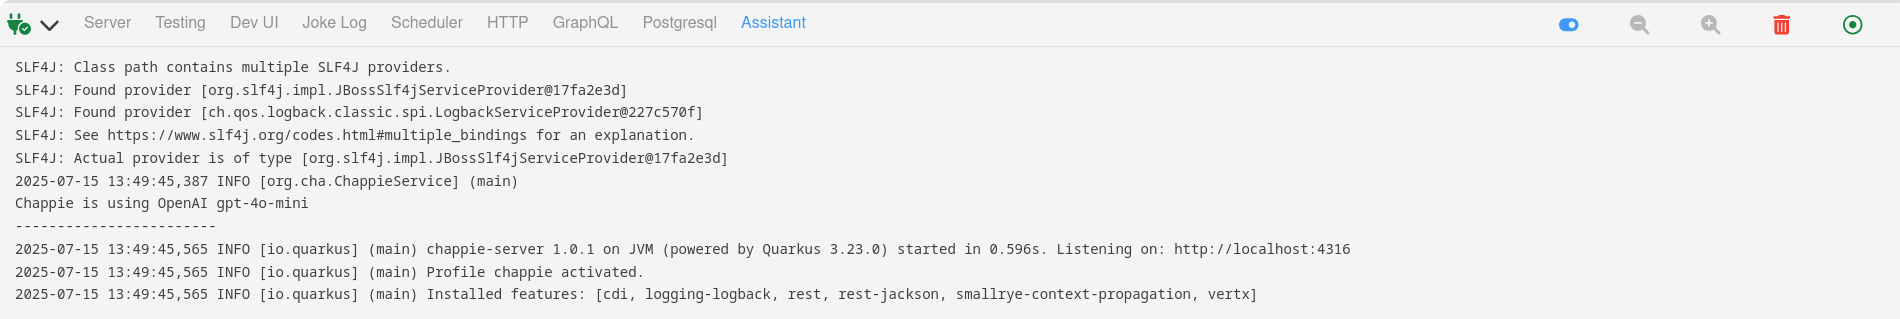 Server Testing Dev UI Joke Log Scheduler HTTP GraphQL Postgresql Assistant
SLF4J: Class path contains multiple SLF4J providers.
SLF4J: Found provider [org.slf4j.impl.JBossSlf4jServiceProvider@17fa2e3d]
SLF4J: Found provider [ch.qos.logback.classic.spi.LogbackServiceProvider@227c570f]
SLF4J: See https://www.slf4j.org/codes.html#multiple_bindings for an explanation.
SLF4J: Actual provider is of type [org.slf4j.impl.JBossSlf4jServiceProvider@17fa2e3d]
2025-07-15 13:49:45,387 INFO [org.cha.ChappieService] (main)
Chappie is using OpenAI gpt-4o-mini
------------------------
2025-07-15 13:49:45,565 INFO [io.quarkus] (main) chappie-server 1.0.1 on JVM (powered by Quarkus 3.23.0) started in 0.596s. Listening on: http://localhost:4316
2025-07-15 13:49:45,565 INFO [io.quarkus] (main) Profile chappie activated.
2025-07-15 13:49:45,565 INFO [io.quarkus] (main) Installed features: [cdi, logging-logback, rest, rest-jackson, smallrye-context-propagation, vertx]